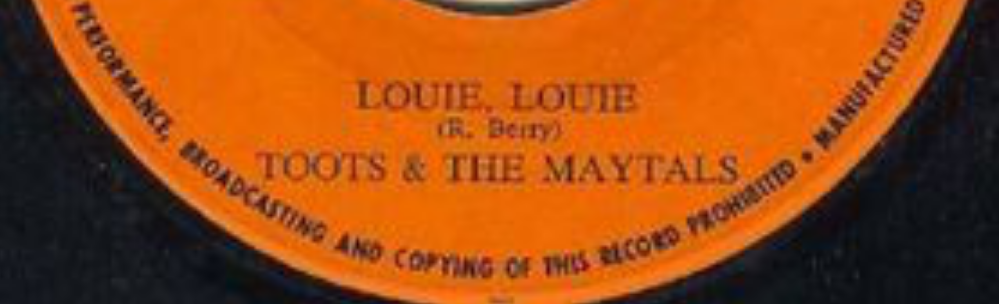 LOUIE, LOUIE
(R. Berry)
TOOTS & THE MAYTALS
PERFORMANCE, BROADCASTING AND COPYING OF THIS RECORD PROHIBITED • MANUFACTURED